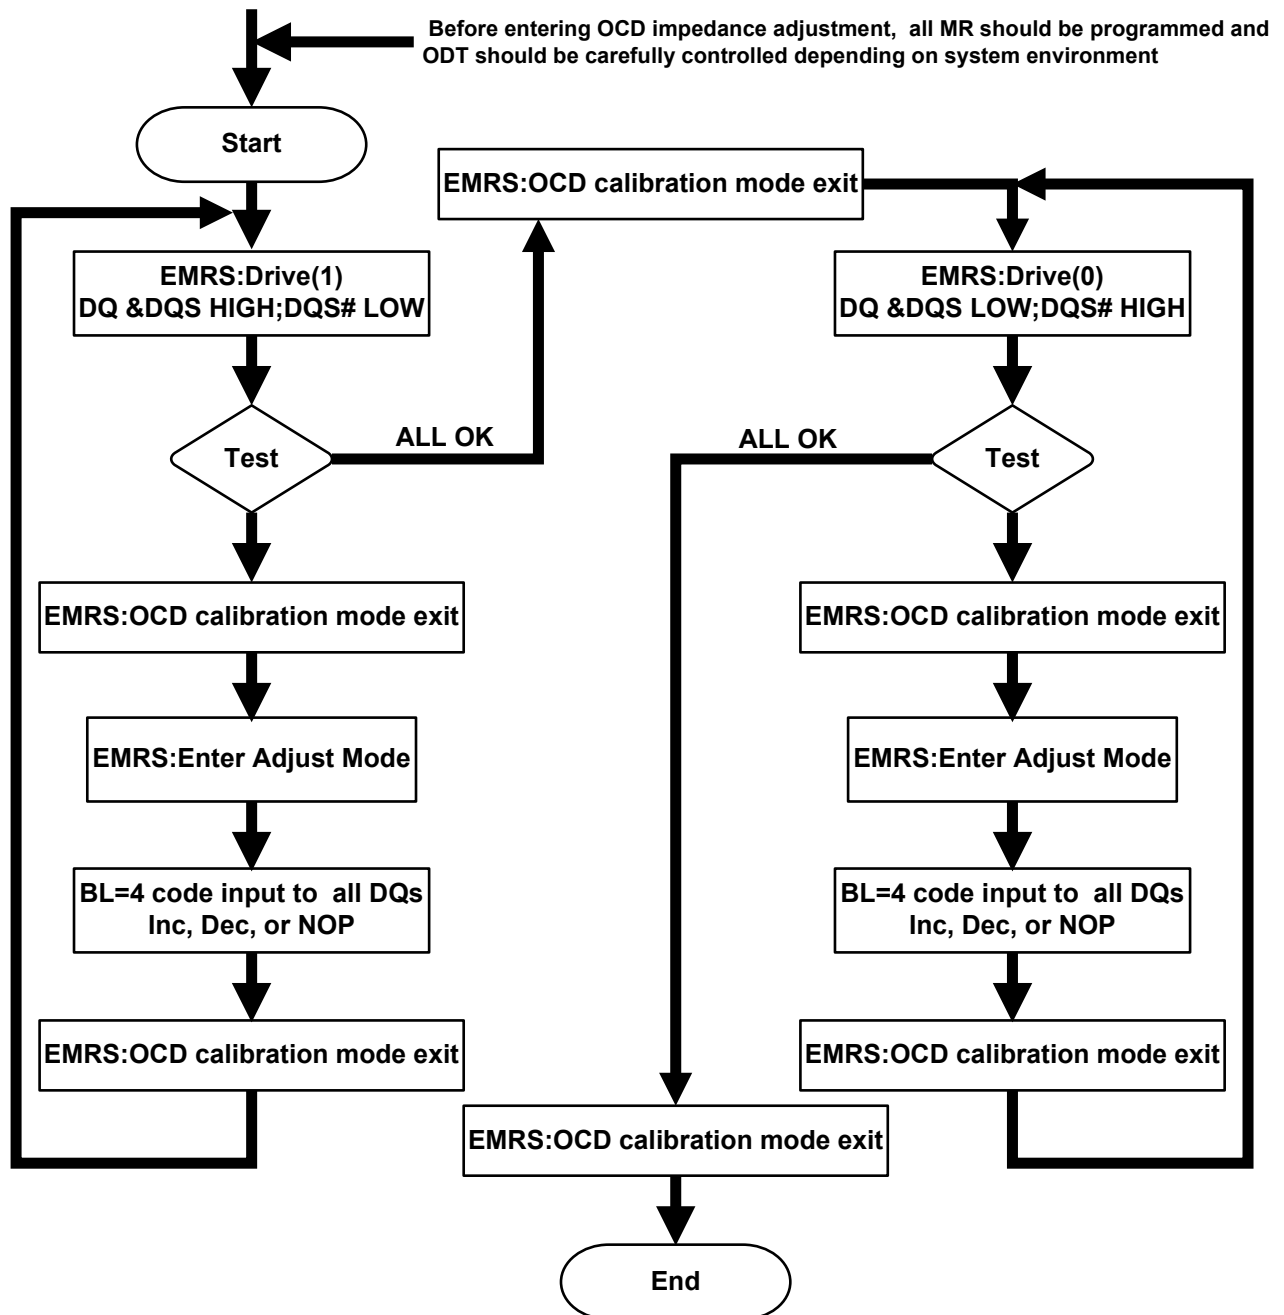 Before entering OCD impedance adjustment, all MR should be programmed and
ODT should be carefully controlled depending on system environment
Start
EMRS:OCD calibration mode exit
EMRS:Drive(1)
DQ &DQS HIGH;DQS# LOW
EMRS:Drive(0)
DQ &DQS LOW;DQS# HIGH
Test
ALL OK
ALL OK
Test
EMRS:OCD calibration mode exit
EMRS:OCD calibration mode exit
EMRS:Enter Adjust Mode
EMRS:Enter Adjust Mode
BL=4 code input to all DQs
Inc, Dec, or NOP
BL=4 code input to all DQs
Inc, Dec, or NOP
EMRS:OCD calibration mode exit
EMRS:OCD calibration mode exit
EMRS:OCD calibration mode exit
End